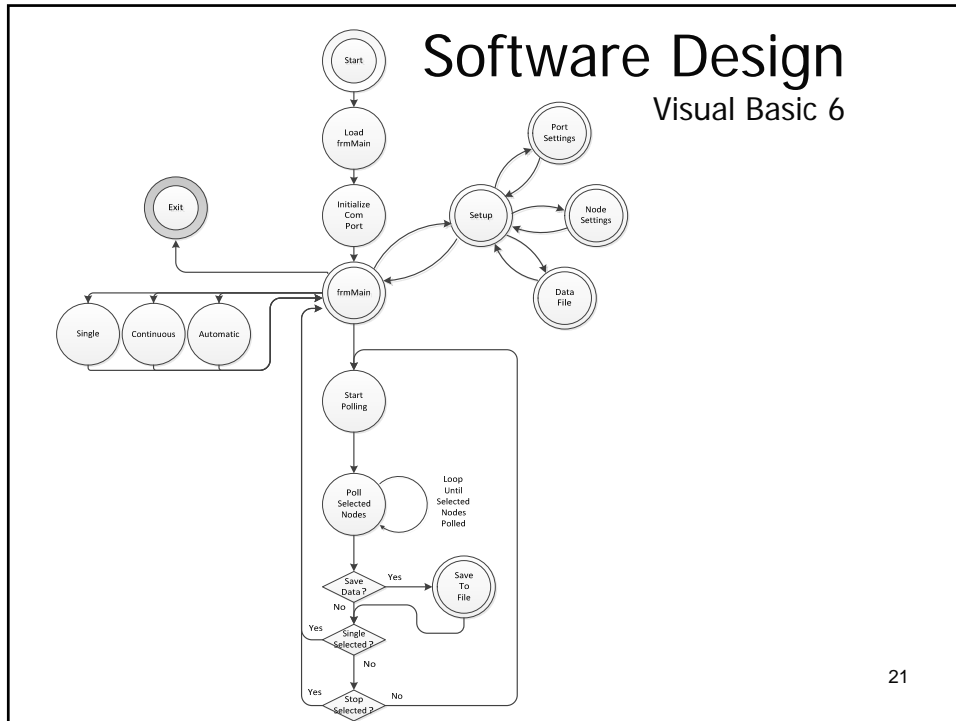 Software Design
Visual Basic 6
Start
Load
frmMain
Initialize
Com
Port
Exit
frmMain
Setup
Port
Settings
Node
Settings
Data
File
Single
Continuous
Automatic
Start
Polling
Poll
Selected
Nodes
Loop
Until
Selected
Nodes
Polled
Save
Data ?
Yes
No
Save
To
File
Single
Selected ?
Yes
No
Stop
Selected ?
Yes
No
21